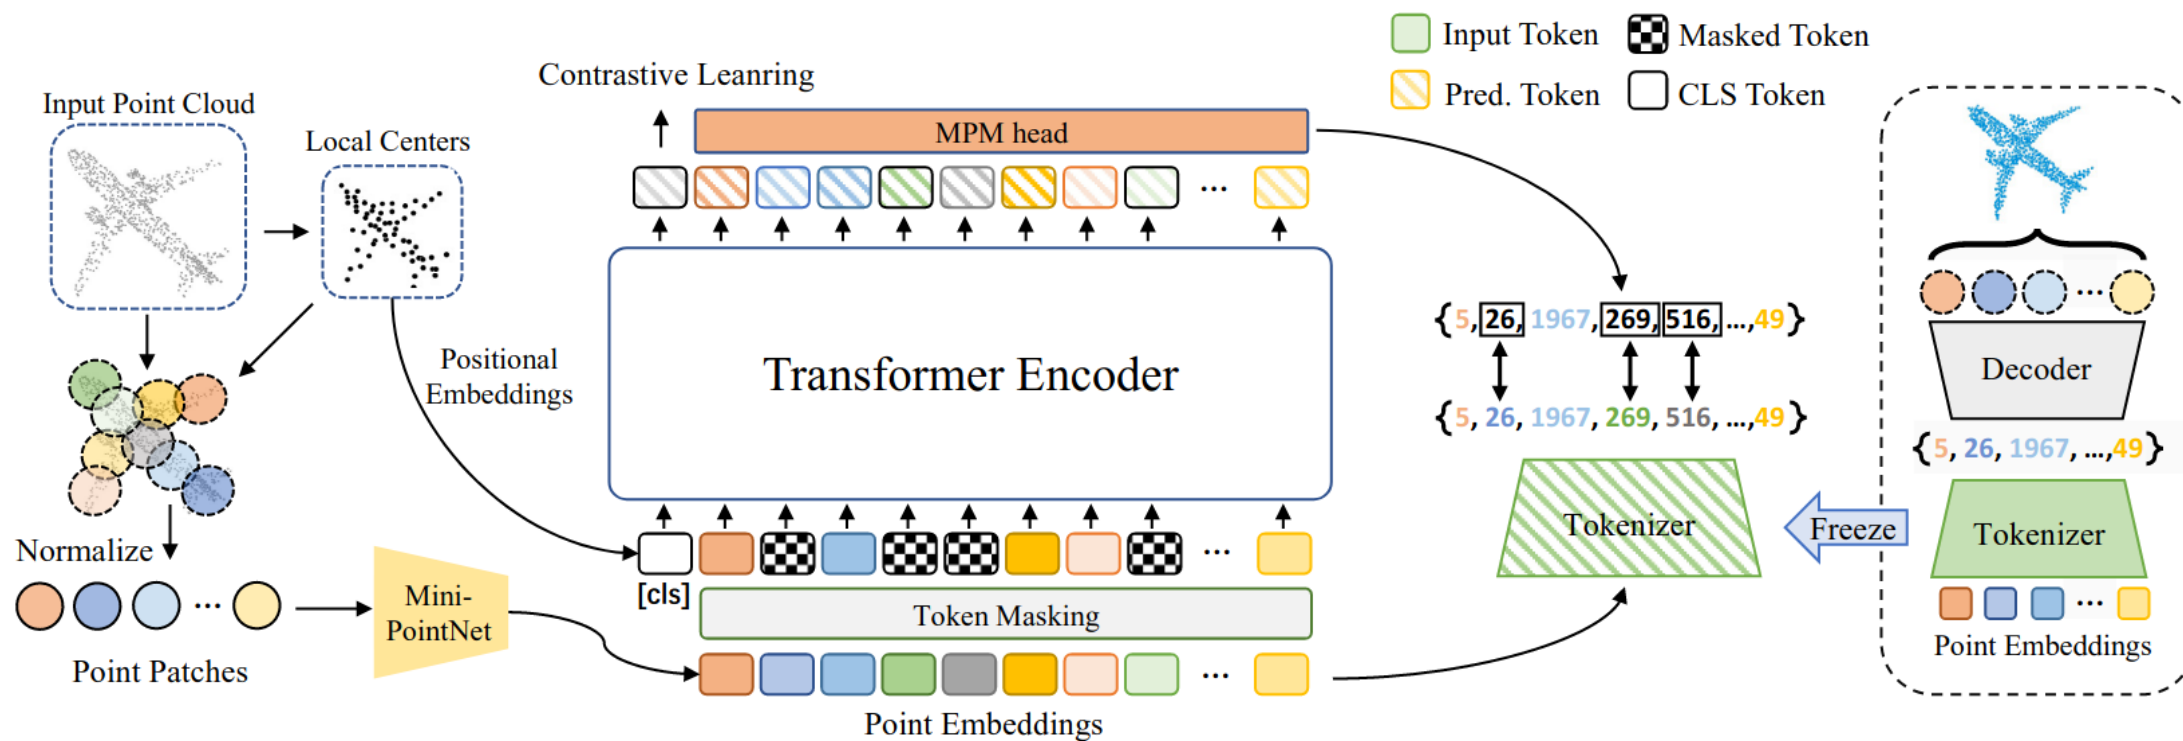 Input Token
Masked Token
Pred. Token
CLS Token
Contrastive Leanring
Input Point Cloud
Local Centers
MPM head
...
Positional
Embeddings
Transformer Encoder
{5, 26, 1967, 269, 516, ...,49}
{5, 26, 1967, 269, 516, ...,49}
Tokenizer
Freeze
...
Decoder
{5, 26, 1967, ...,49}
Tokenizer
...
Point Embeddings
Normalize
...
Point Patches
Mini-
PointNet
[cls]
...
Token Masking
...
Point Embeddings